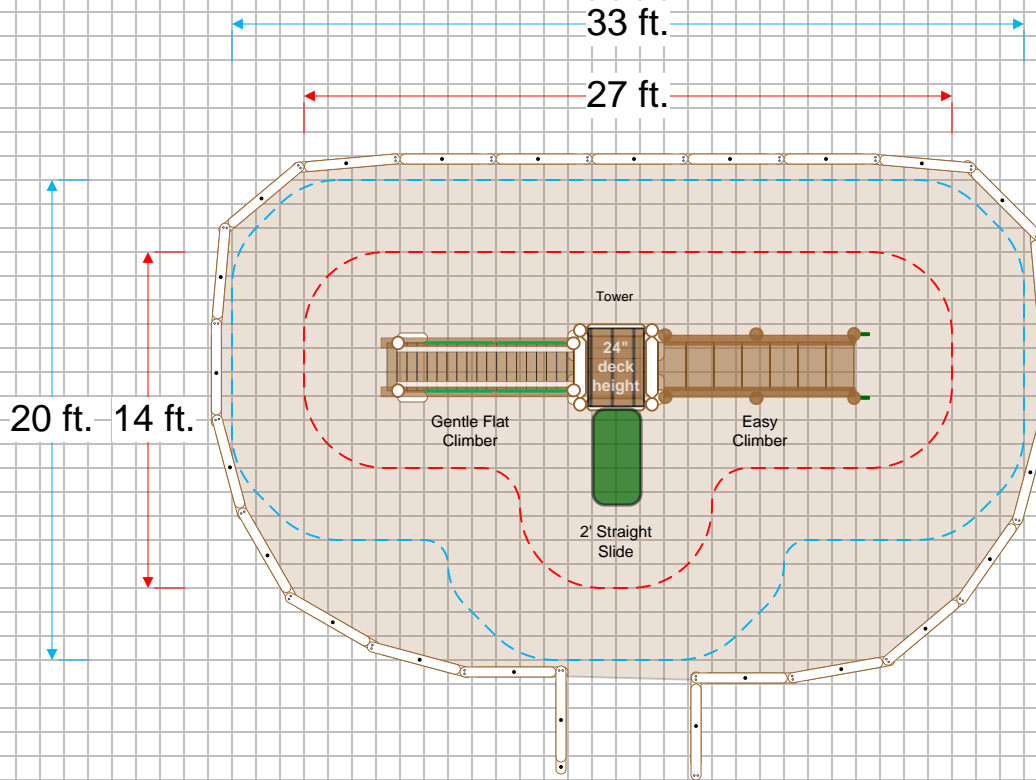 33 ft.
27 ft.
Tower
24"
deck
height
20 ft.
14 ft.
Gentle Flat
Climber
Easy
Climber
2' Straight
Slide